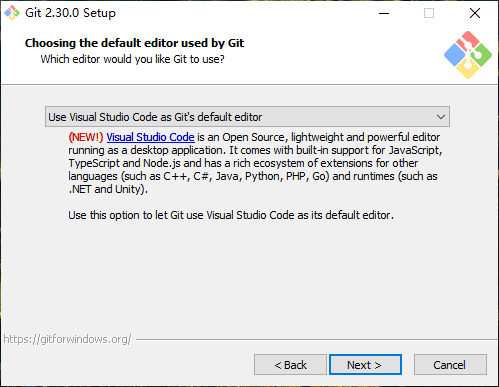 Git 2.30.0 Setup
Choosing the default editor used by Git
Which editor would you like Git to use?
Use Visual Studio Code as Git's default editor
(NEW!) Visual Studio Code is an Open Source, lightweight and powerful editor
running as a desktop application. It comes with built-in support for JavaScript,
TypeScript and Node.js and has a rich ecosystem of extensions for other
languages (such as C++, C#, Java, Python, PHP, Go) and runtimes (such as
.NET and Unity).
Use this option to let Git use Visual Studio Code as its default editor.
https://gitforwindows.org/
< Back
Next >
Cancel